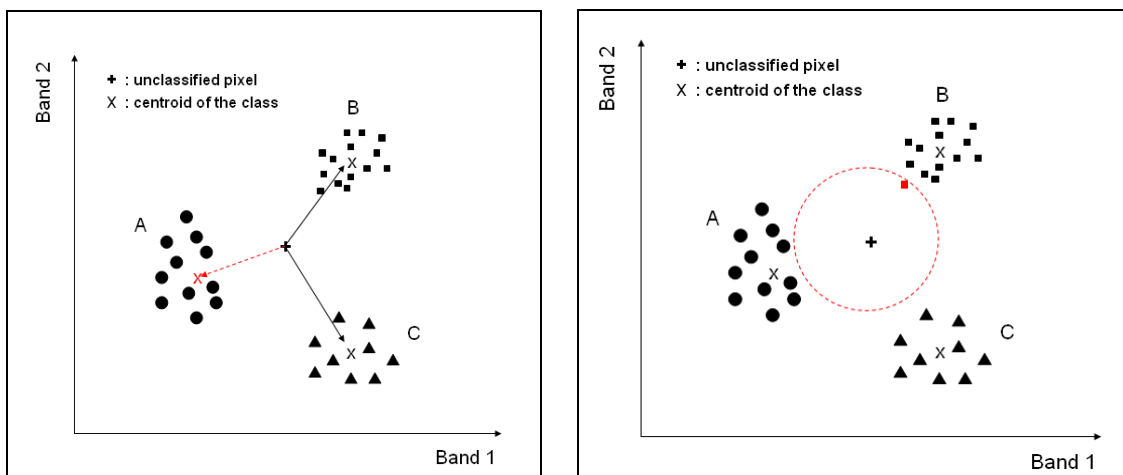 Band 2
+ : unclassified pixel
X : centroid of the class
B
X
A
X
C
X
Band 1
Band 2
+ : unclassified pixel
X : centroid of the class
B
X
A
X
C
X
Band 1